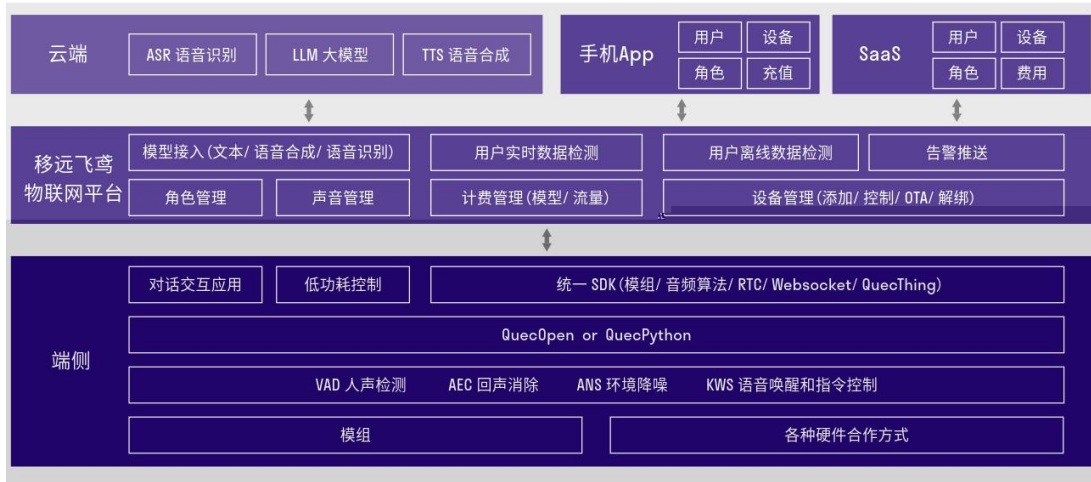 云端
ASR 语音识别
LLM 大模型
TTS 语音合成
手机App
用户
设备
角色
充值
SaaS
用户
设备
角色
费用
移远飞鸢
物联网平台
模型接入(文本/ 语音合成/ 语音识别)
用户实时数据检测
用户离线数据检测
告警推送
角色管理
声音管理
计费管理(模型/ 流量)
设备管理(添加/ 控制/ OTA/ 解绑)
端侧
对话交互应用
低功耗控制
统一 SDK(模组/ 音频算法/ RTC/ Websocket/ QuecThing)
QuecOpen or QuecPython
VAD 人声检测 AEC 回声消除 ANS 环境降噪 KWS 语音唤醒和指令控制
模组
各种硬件合作方式